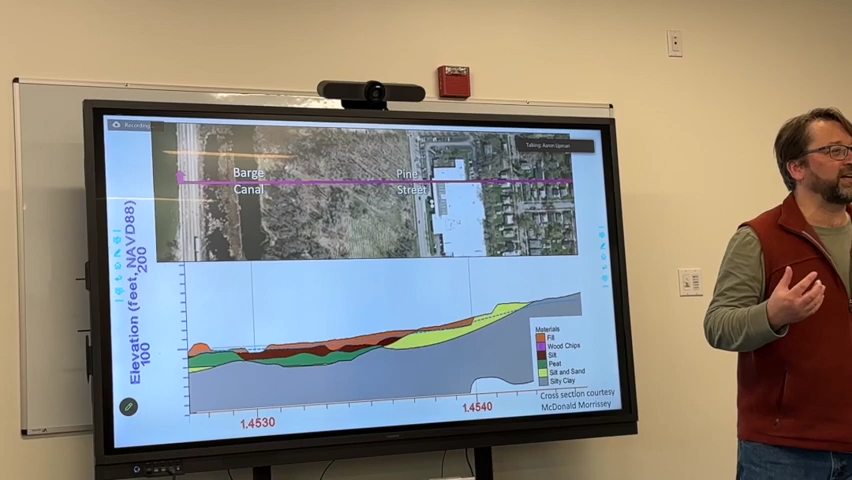 Recording...
Talking: Aaron Lipman
Barge
Canal
Pine
Street
Elevation (feet, NAVD88)
200
100
Materials
Fill
Wood Chips
Silt
Peat
Silt and Sand
Silty Clay
Cross section courtesy
McDonald Morrissey
1.4530
1.4540